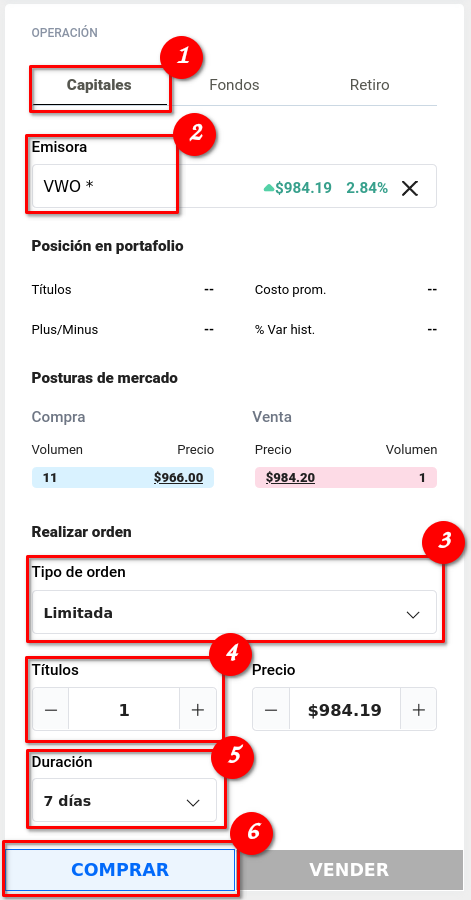 OPERACIÓN
1
Capitales Fondos Retiro
2
Emisora
VWO * $984.19 2.84%
Posición en portafolio
Títulos -- Costo prom. --
Plus/Minus -- % Var hist. --
Posturas de mercado
Compra Venta
Volumen Precio Precio Volumen
11 $966.00 $984.20 1
Realizar orden
3
Tipo de orden
Limitada
4
Títulos Precio
− 1 + − $984.19 +
5
Duración
7 días
6
COMPRAR VENDER